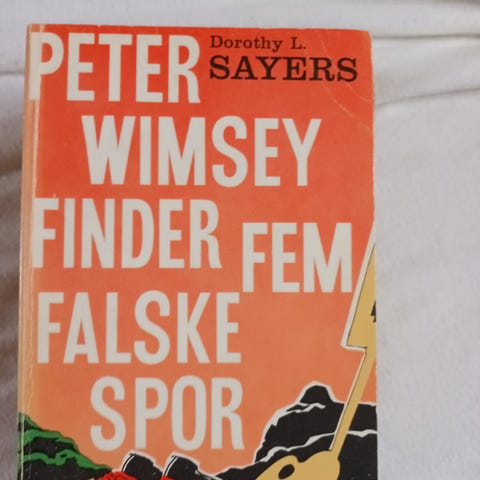 Dorothy L.
SAYERS
PETER
WIMSEY
FINDER FEM
FALSKE
SPOR